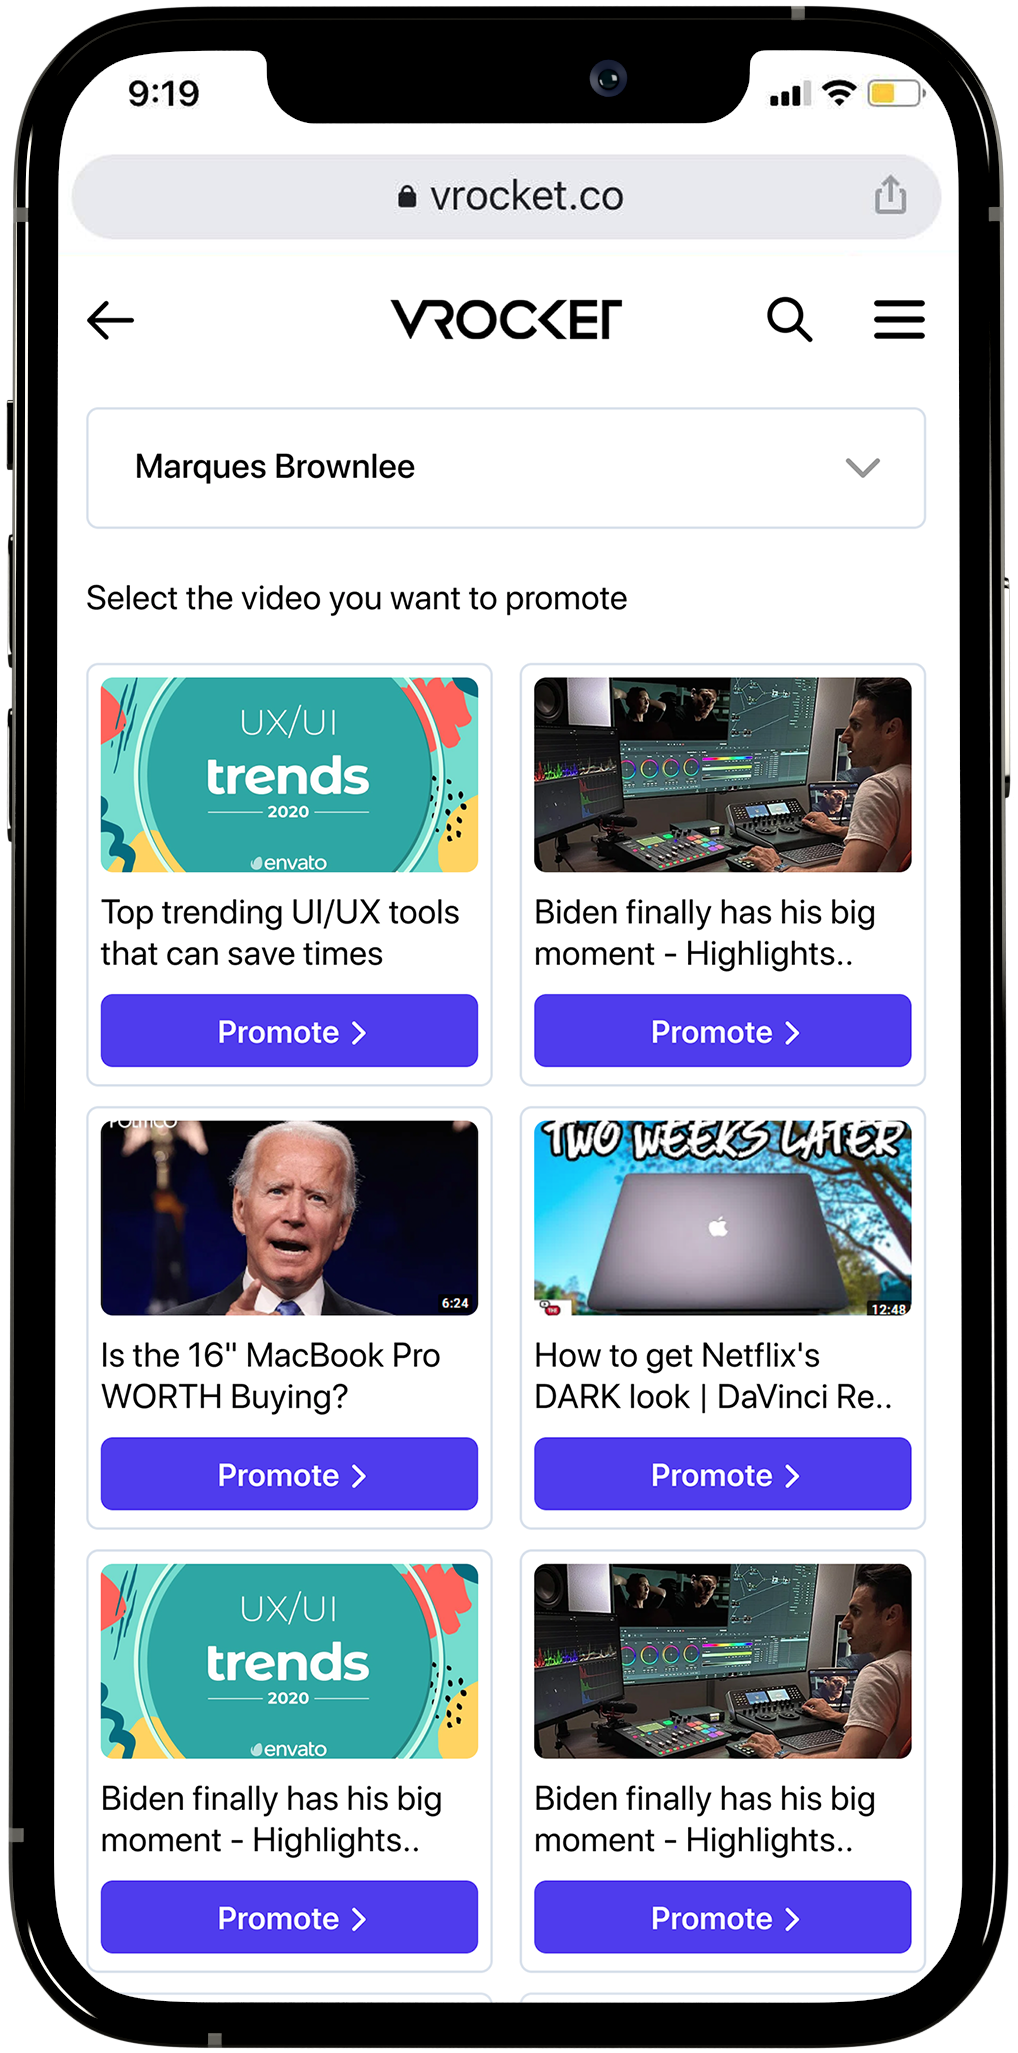 9:19
vrocket.co
VROCKET
Marques Brownlee
Select the video you want to promote
UX/UI
trends
2020
envato
Top trending UI/UX tools
that can save times
Promote
Biden finally has his big
moment - Highlights..
Promote
POLITICO
6:24
Is the 16" MacBook Pro
WORTH Buying?
Promote
TWO WEEKS LATER
12:48
How to get Netflix's
DARK look | DaVinci Re..
Promote
UX/UI
trends
2020
envato
Biden finally has his big
moment - Highlights..
Promote
Biden finally has his big
moment - Highlights..
Promote